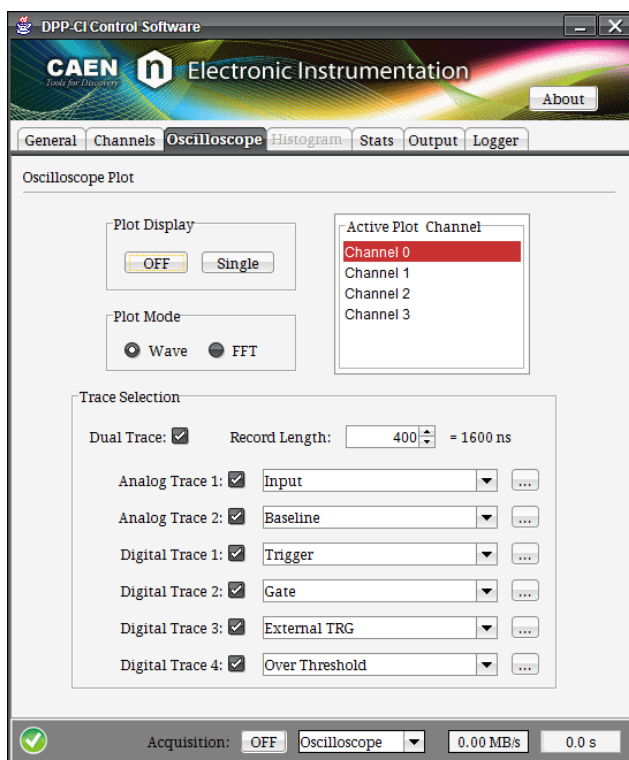 DPP-CI Control Software
CAEN n Electronic Instrumentation
Tools for Discovery
About
General Channels Oscilloscope Histogram Stats Output Logger
Oscilloscope Plot
Plot Display
OFF Single
Active Plot Channel
Channel 0
Channel 1
Channel 2
Channel 3
Plot Mode
Wave FFT
Trace Selection
Dual Trace: Record Length: 400 = 1600 ns
Analog Trace 1: Input ...
Analog Trace 2: Baseline ...
Digital Trace 1: Trigger ...
Digital Trace 2: Gate ...
Digital Trace 3: External TRG ...
Digital Trace 4: Over Threshold ...
Acquisition: OFF Oscilloscope 0.00 MB/s 0.0 s